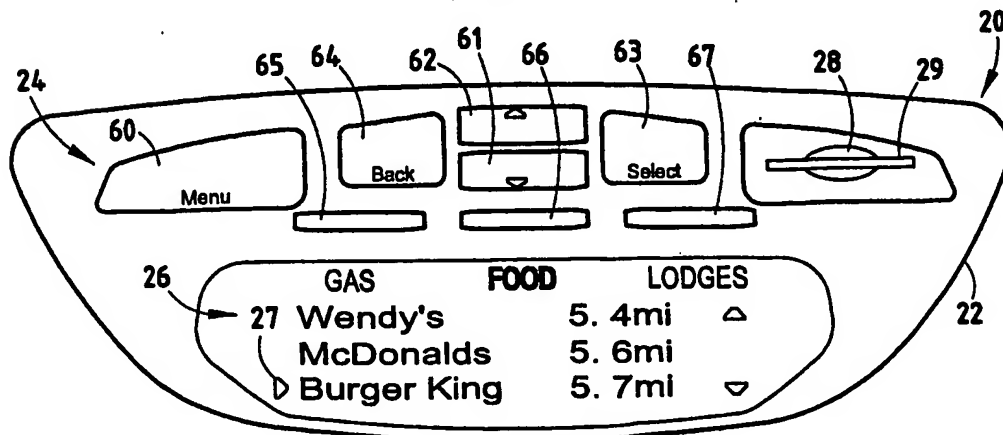 61
62
64
66
63
67
65
28
29
20
24
60
Back
Select
Menu
22
26
GAS FOOD LODGES
27 Wendy's 5. 4mi
McDonalds 5. 6mi
Burger King 5. 7mi